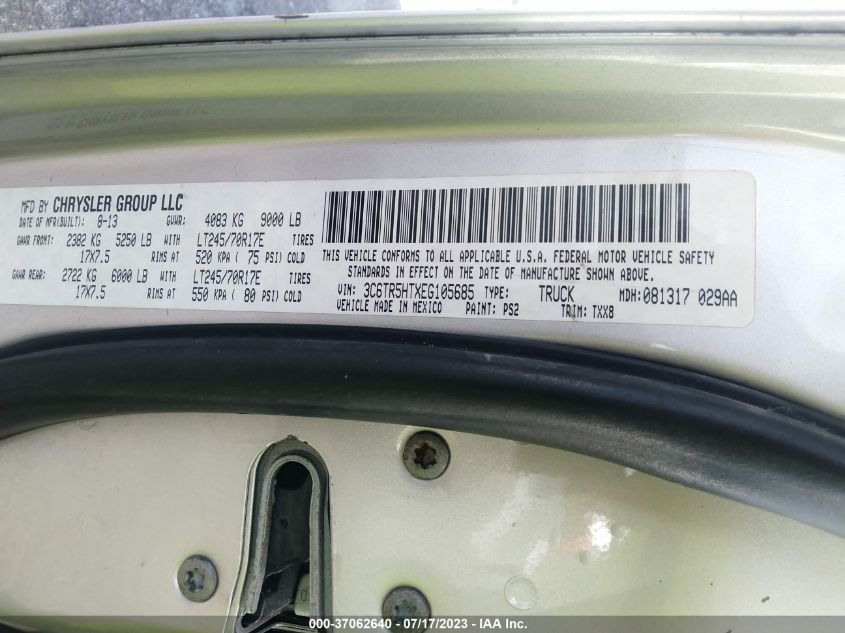 MFD BY CHRYSLER GROUP LLC
DATE OF MFR(BUILT): 8-13 GVWR: 4083 KG 9000 LB
GAWR FRONT: 2382 KG 5250 LB WITH LT245/70R17E TIRES
17X7.5 RIMS AT 520 KPA ( 75 PSI) COLD
GAWR REAR: 2722 KG 6000 LB WITH LT245/70R17E TIRES
17X7.5 RIMS AT 550 KPA ( 80 PSI) COLD
THIS VEHICLE CONFORMS TO ALL APPLICABLE U.S.A. FEDERAL MOTOR VEHICLE SAFETY
STANDARDS IN EFFECT ON THE DATE OF MANUFACTURE SHOWN ABOVE.
VIN: 3C6TR5HTXEG105685 TYPE: TRUCK MDH: 081317 029AA
VEHICLE MADE IN MEXICO PAINT: PS2 TRIM: TXX8
000-37062640 - 07/17/2023 - IAA Inc.